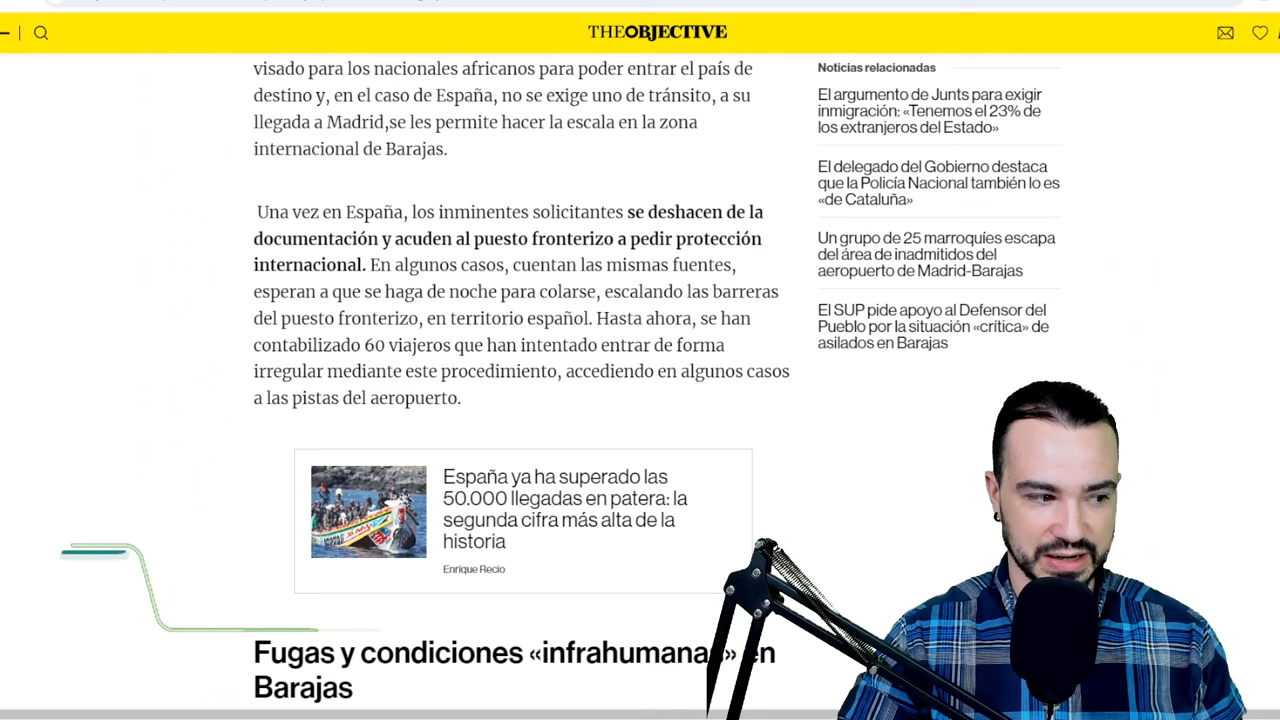 THEOBJECTIVE
visado para los nacionales africanos para poder entrar el país de
destino y, en el caso de España, no se exige uno de tránsito, a su
llegada a Madrid,se les permite hacer la escala en la zona
internacional de Barajas.
Una vez en España, los inminentes solicitantes se deshacen de la
documentación y acuden al puesto fronterizo a pedir protección
internacional. En algunos casos, cuentan las mismas fuentes,
esperan a que se haga de noche para colarse, escalando las barreras
del puesto fronterizo, en territorio español. Hasta ahora, se han
contabilizado 60 viajeros que han intentado entrar de forma
irregular mediante este procedimiento, accediendo en algunos casos
a las pistas del aeropuerto.
España ya ha superado las
50.000 llegadas en patera: la
segunda cifra más alta de la
historia
Enrique Recio
Fugas y condiciones «infrahumanas» en
Barajas
Noticias relacionadas
El argumento de Junts para exigir
inmigración: «Tenemos el 23% de
los extranjeros del Estado»
El delegado del Gobierno destaca
que la Policía Nacional también lo es
«de Cataluña»
Un grupo de 25 marroquíes escapa
del área de inadmitidos del
aeropuerto de Madrid-Barajas
El SUP pide apoyo al Defensor del
Pueblo por la situación «crítica» de
asilados en Barajas